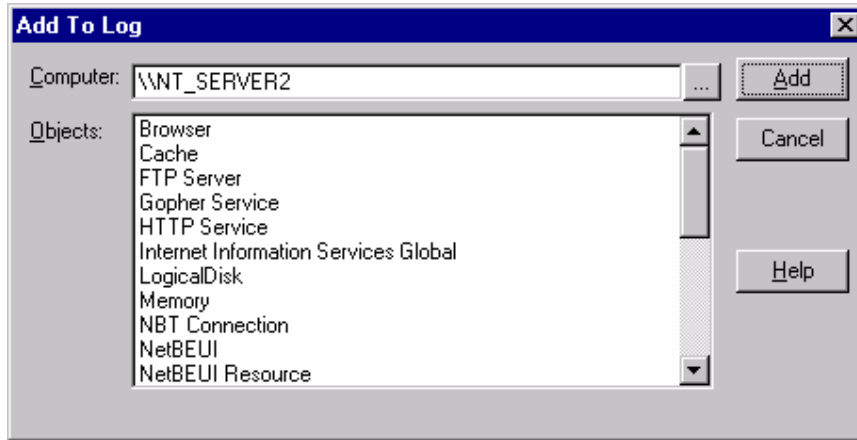 Add To Log
Computer: \\NT_SERVER2 ... Add
Objects: Browser Cancel
Cache
FTP Server
Gopher Service
HTTP Service
Internet Information Services Global
LogicalDisk Help
Memory
NBT Connection
NetBEUI
NetBEUI Resource